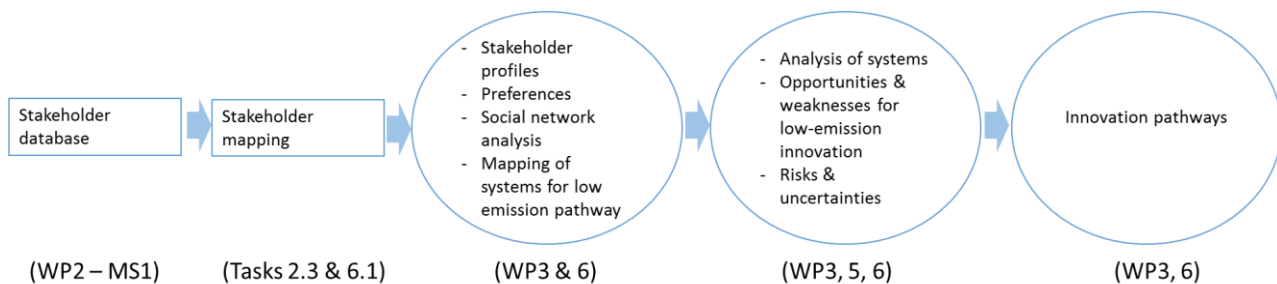 Stakeholder
database
Stakeholder
mapping
- Stakeholder
profiles
- Preferences
- Social network
analysis
- Mapping of
systems for low
emission pathway
- Analysis of systems
- Opportunities &
weaknesses for
low-emission
innovation
- Risks &
uncertainties
Innovation pathways
(WP2 – MS1)
(Tasks 2.3 & 6.1)
(WP3 & 6)
(WP3, 5, 6)
(WP3, 6)